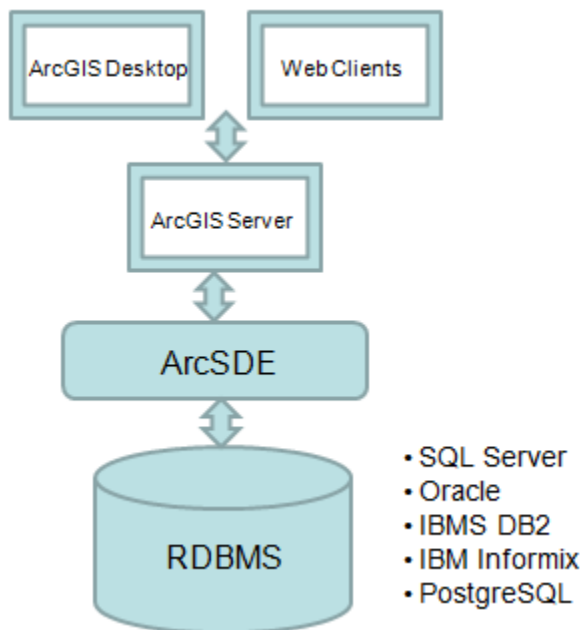 ArcGIS Desktop
Web Clients
ArcGIS Server
ArcSDE
RDBMS
• SQL Server
• Oracle
• IBMS DB2
• IBM Informix
• PostgreSQL